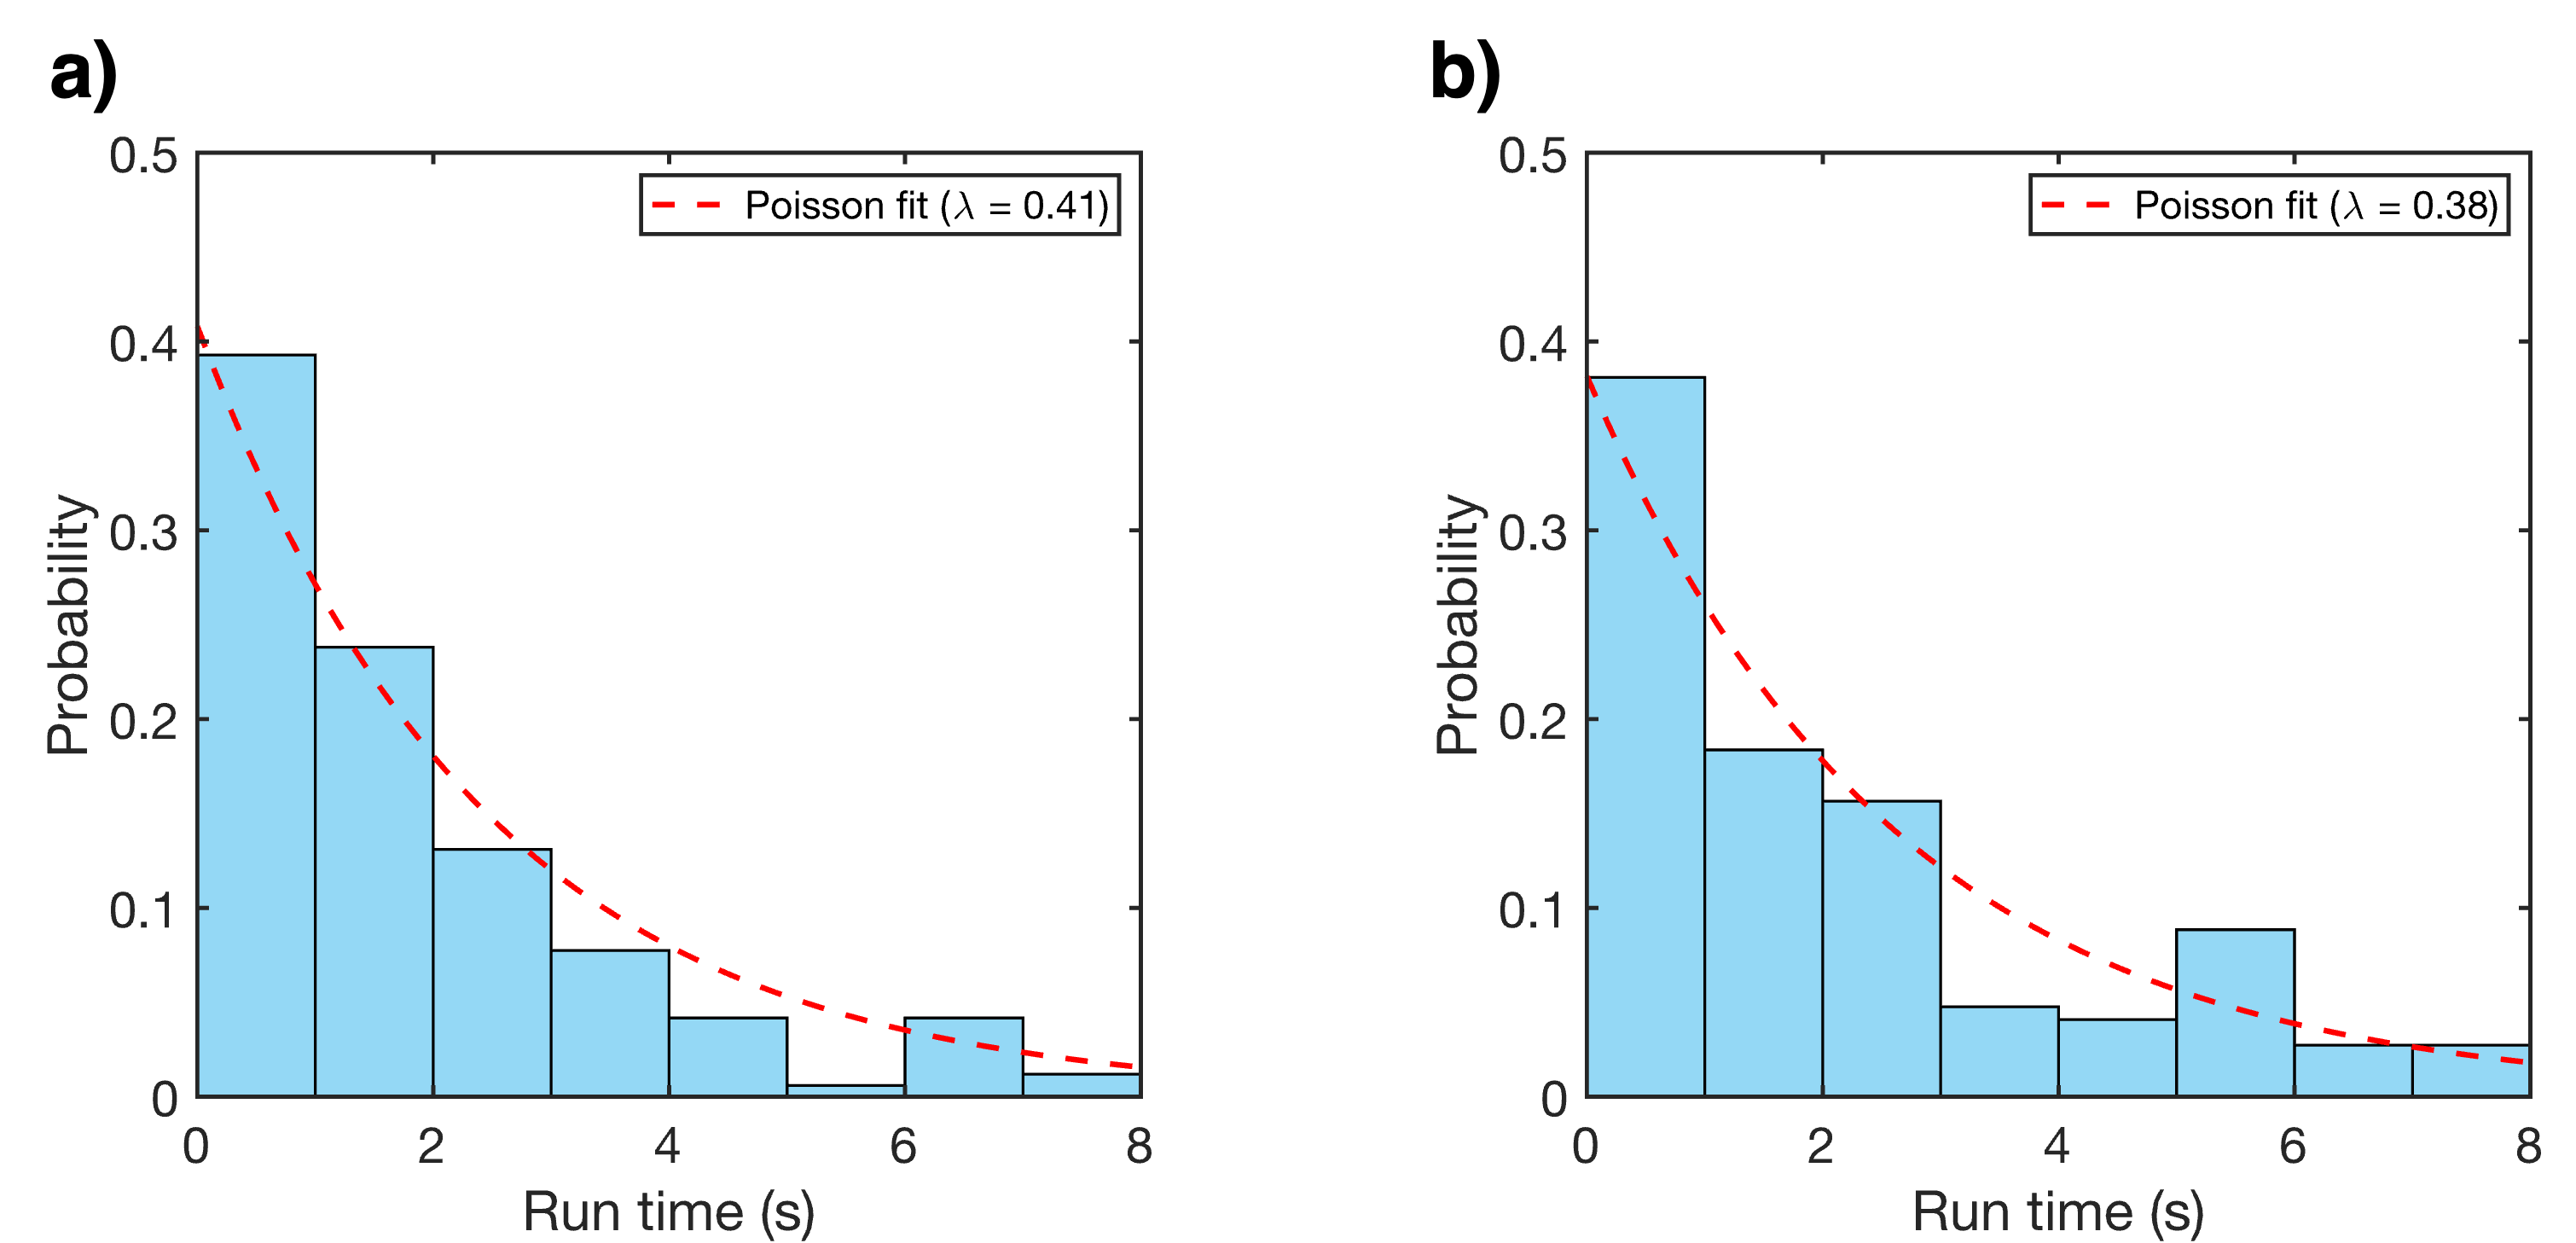 a)
0.5
0.4
0.3
0.2
0.1
0
Probability
Poisson fit (λ = 0.41)
0 2 4 6 8
Run time (s)
b)
0.5
0.4
0.3
0.2
0.1
0
Probability
Poisson fit (λ = 0.38)
0 2 4 6 8
Run time (s)